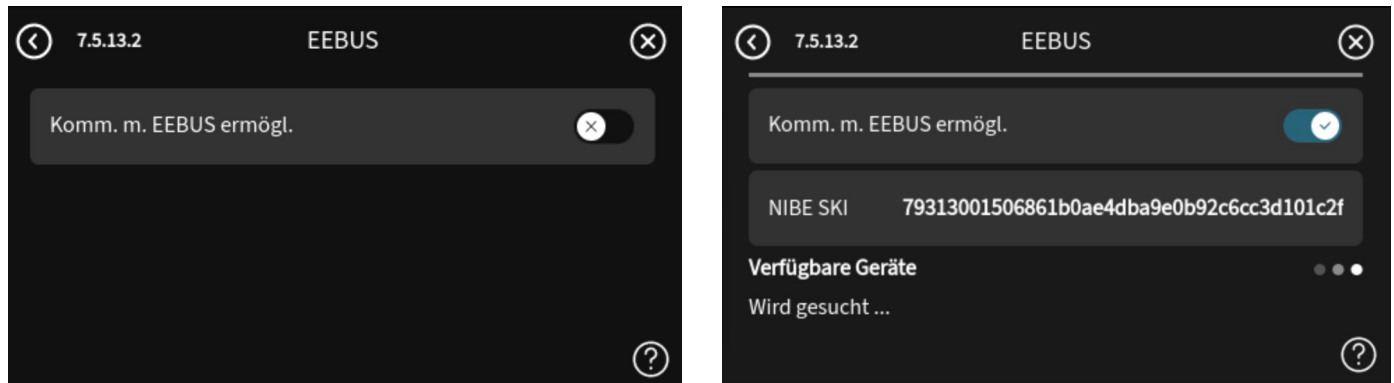 7.5.13.2 EEBUS
Komm. m. EEBUS ermögl.
7.5.13.2 EEBUS
Komm. m. EEBUS ermögl.
NIBE SKI 79313001506861b0ae4dba9e0b92c6cc3d101c2f
Verfügbare Geräte
Wird gesucht ...